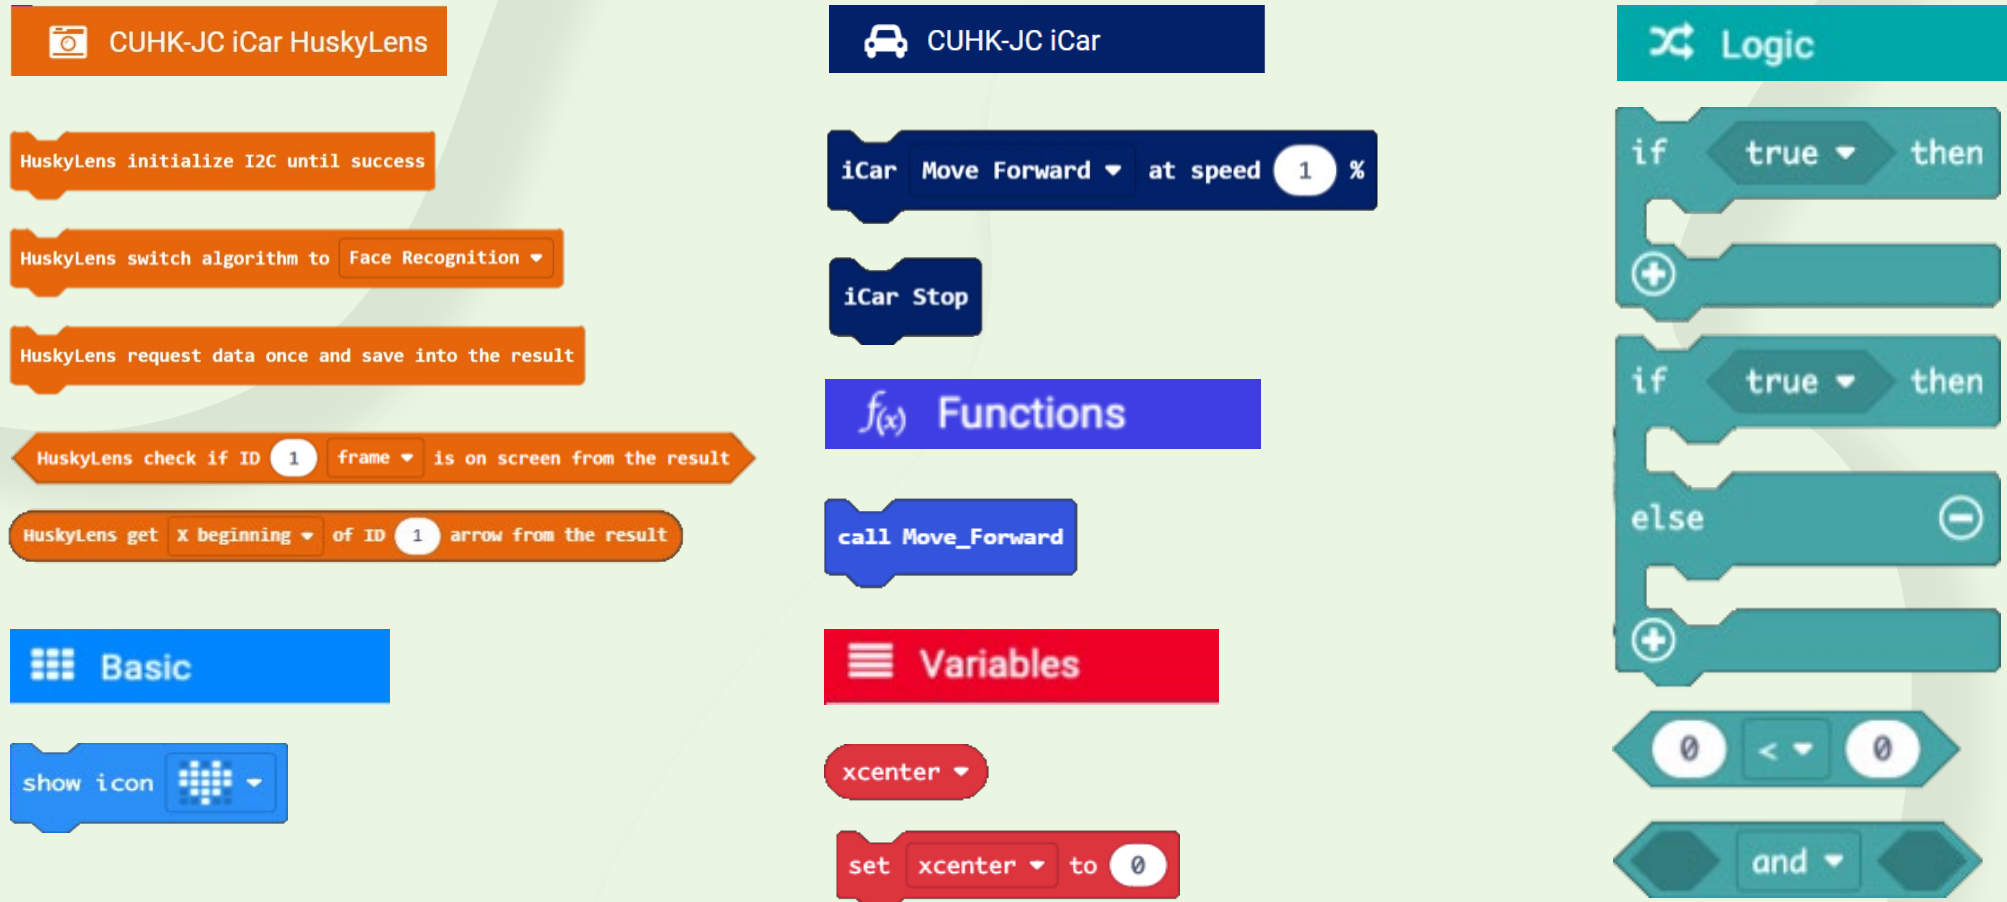 CUHK-JC iCar HuskyLens
HuskyLens initialize I2C until success
HuskyLens switch algorithm to Face Recognition
HuskyLens request data once and save into the result
HuskyLens check if ID 1 frame is on screen from the result
HuskyLens get X beginning of ID 1 arrow from the result
Basic
show icon
CUHK-JC iCar
iCar Move Forward at speed 1 %
iCar Stop
f(x) Functions
call Move_Forward
Variables
xcenter
set xcenter to 0
Logic
if true then
if true then
else
0 < 0
and